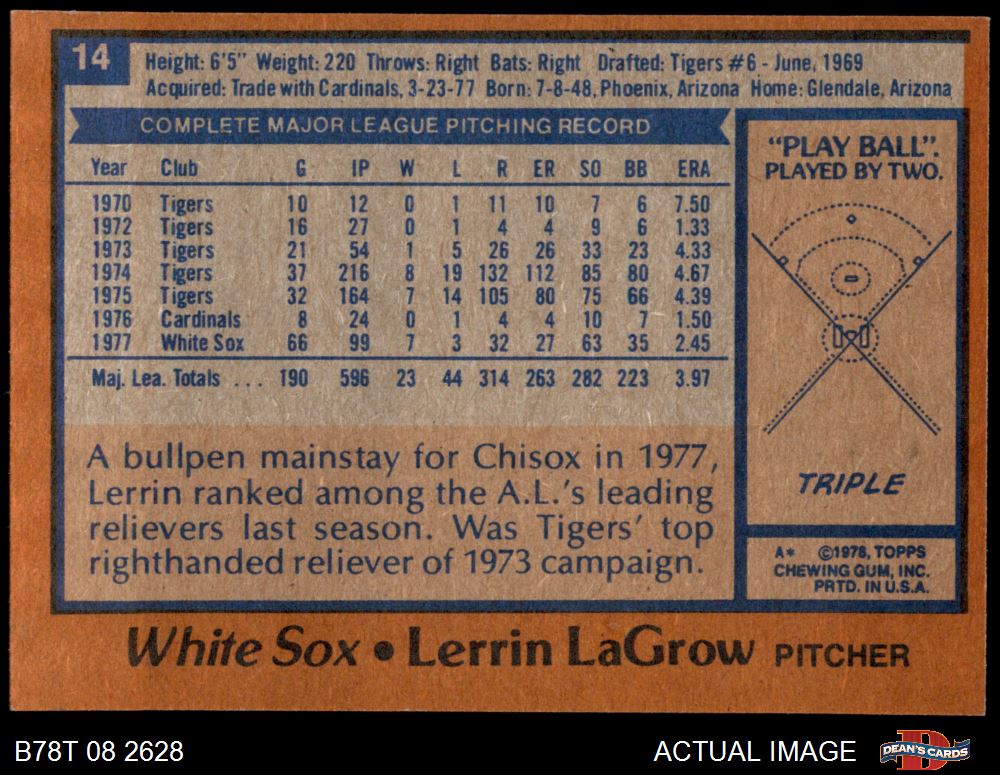 14
Height: 6'5" Weight: 220 Throws: Right Bats: Right Drafted: Tigers #6 - June, 1969
Acquired: Trade with Cardinals, 3-23-77 Born: 7-8-48, Phoenix, Arizona Home: Glendale, Arizona
COMPLETE MAJOR LEAGUE PITCHING RECORD
Year Club G IP W L R ER SO BB ERA
1970 Tigers 10 12 0 1 11 10 7 6 7.50
1972 Tigers 16 27 0 1 4 4 9 6 1.33
1973 Tigers 21 54 1 5 26 26 33 23 4.33
1974 Tigers 37 216 8 19 132 112 85 80 4.67
1975 Tigers 32 164 7 14 105 80 75 66 4.39
1976 Cardinals 8 24 0 1 4 4 10 7 1.50
1977 White Sox 66 99 7 3 32 27 63 35 2.45
Maj. Lea. Totals ... 190 596 23 44 314 263 282 223 3.97
A bullpen mainstay for Chisox in 1977,
Lerrin ranked among the A.L.'s leading
relievers last season. Was Tigers' top
righthanded reliever of 1973 campaign.
"PLAY BALL".
PLAYED BY TWO.
TRIPLE
A* ©1978, TOPPS
CHEWING GUM, INC.
PRTD. IN U.S.A.
White Sox • Lerrin LaGrow PITCHER
B78T 08 2628
ACTUAL IMAGE
DEAN'S CARDS